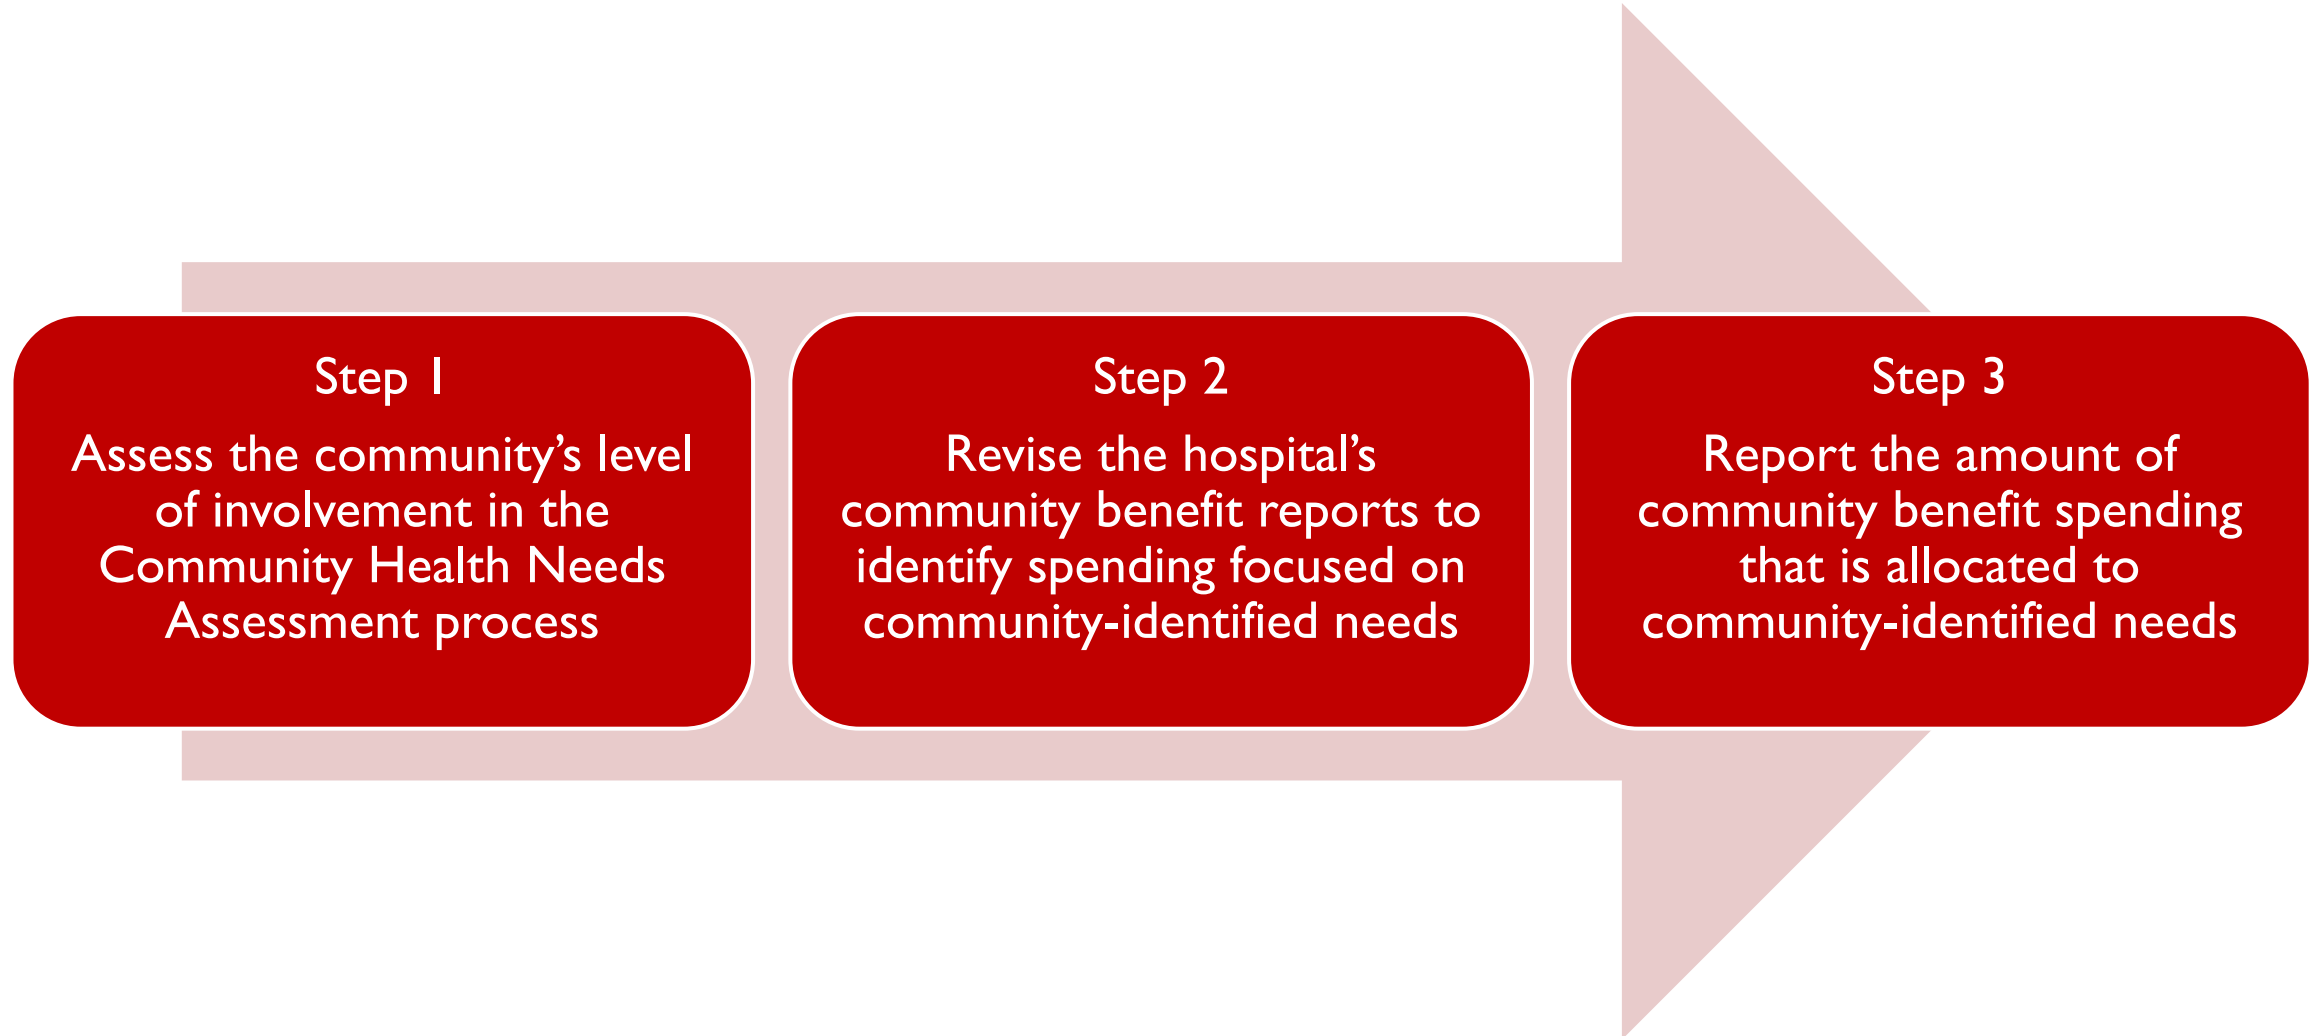 Step 1
Assess the community’s level
of involvement in the
Community Health Needs
Assessment process
Step 2
Revise the hospital’s
community benefit reports to
identify spending focused on
community-identified needs
Step 3
Report the amount of
community benefit spending
that is allocated to
community-identified needs